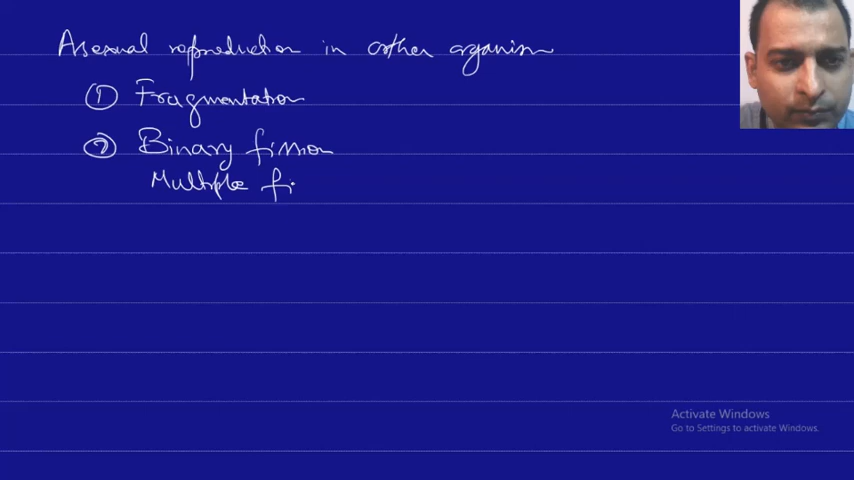 Asexual reproduction in other organism
① Fragmentation
② Binary fission
Multiple fi
Activate Windows
Go to Settings to activate Windows.